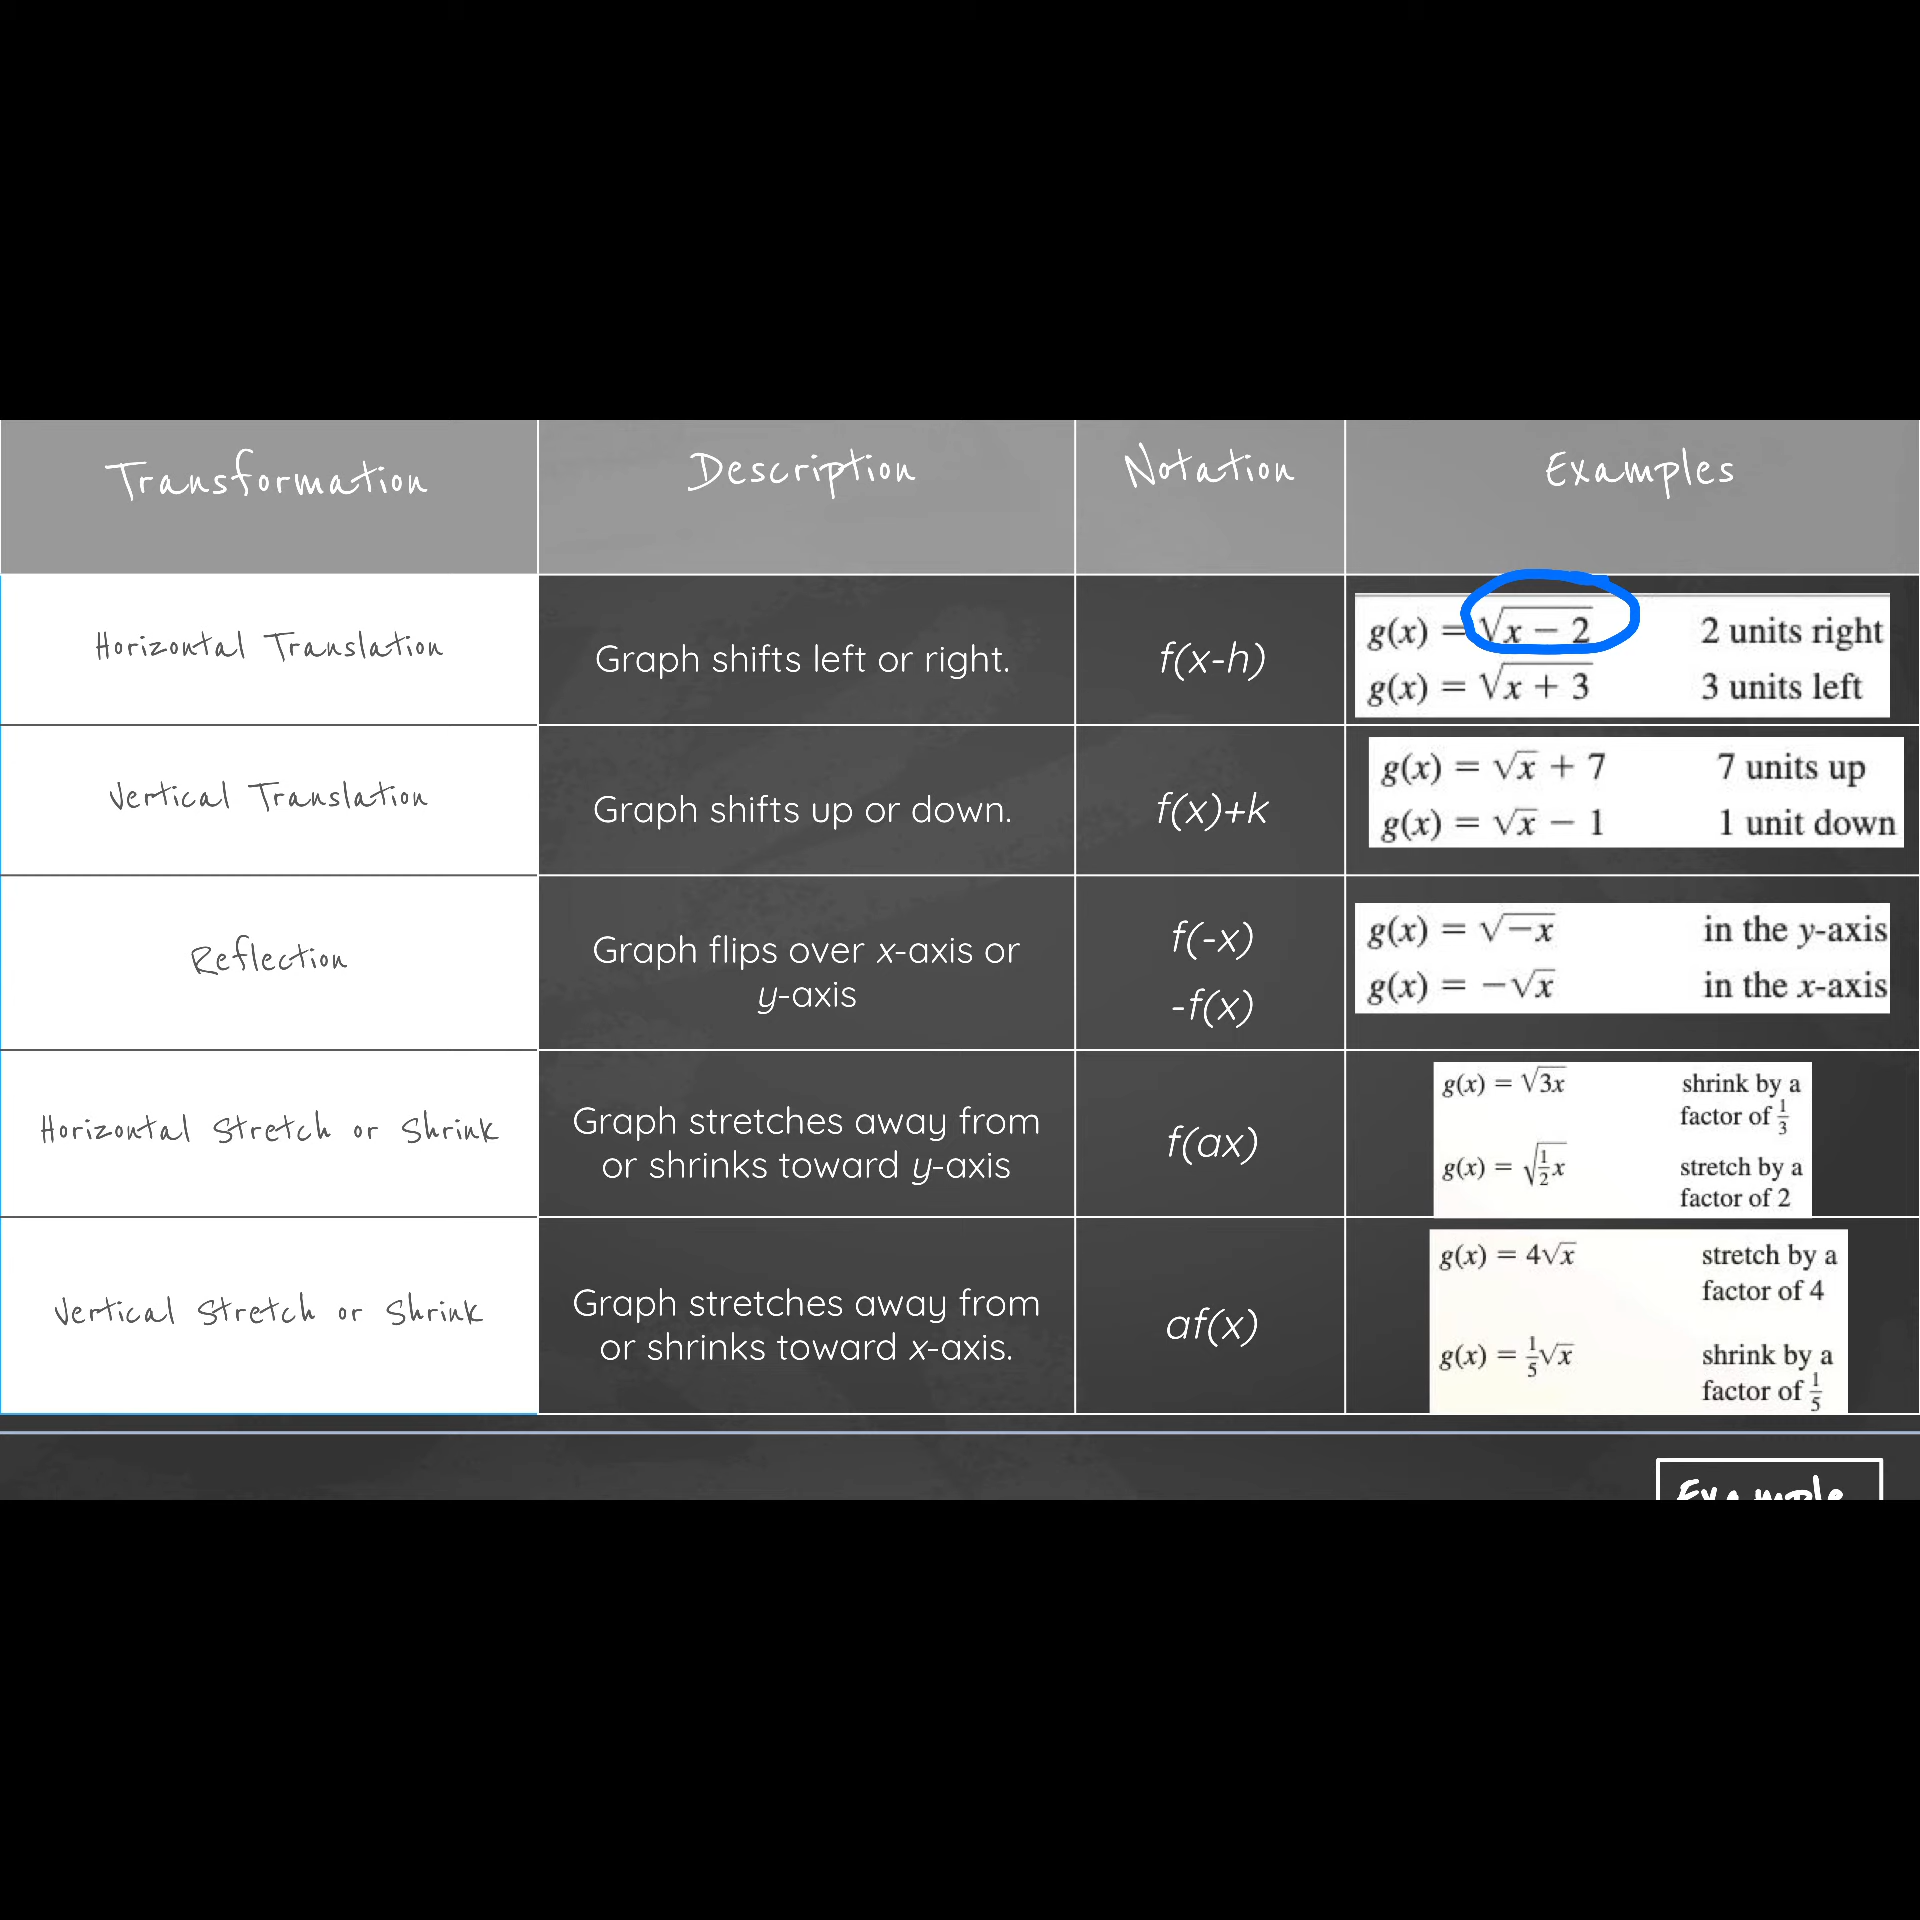 Transformation
Description
Notation
Examples
Horizontal Translation
Graph shifts left or right.
f(x-h)
g(x) = √x − 2 2 units right
g(x) = √x + 3 3 units left
Vertical Translation
Graph shifts up or down.
f(x)+k
g(x) = √x + 7 7 units up
g(x) = √x − 1 1 unit down
Reflection
Graph flips over x-axis or
y-axis
f(-x)
-f(x)
g(x) = √−x in the y-axis
g(x) = −√x in the x-axis
Horizontal Stretch or Shrink
Graph stretches away from
or shrinks toward y-axis
f(ax)
g(x) = √3x shrink by a
factor of 1/3
g(x) = √1/2x stretch by a
factor of 2
Vertical Stretch or Shrink
Graph stretches away from
or shrinks toward x-axis.
af(x)
g(x) = 4√x stretch by a
factor of 4
g(x) = 1/5√x shrink by a
factor of 1/5
Example